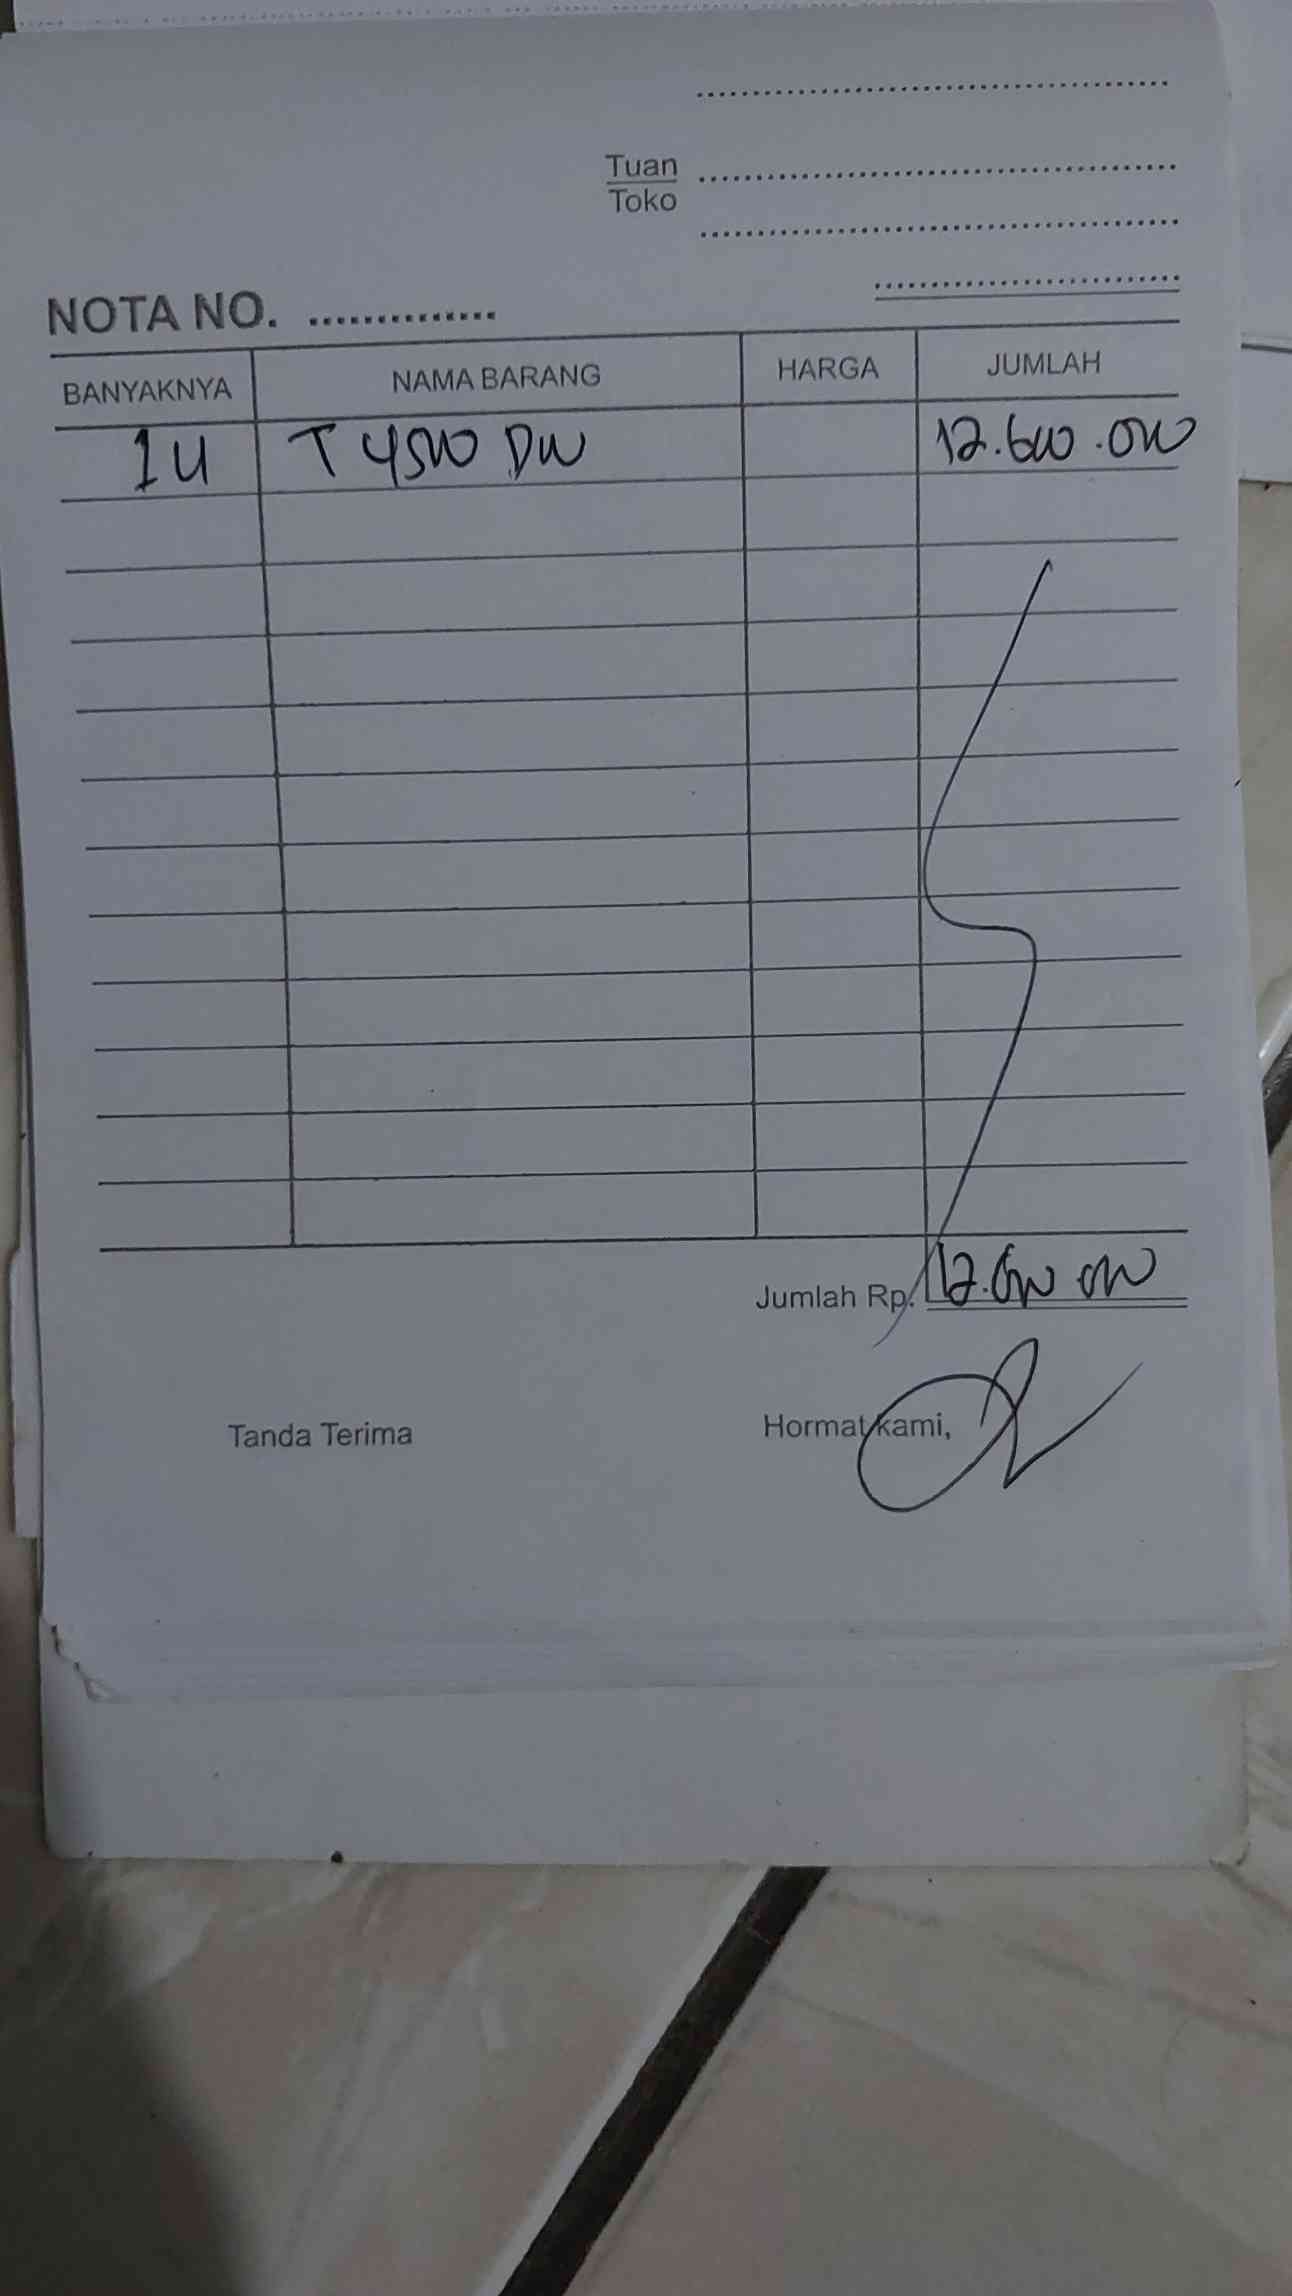 Tuan
Toko
NOTA NO. ..............
BANYAKNYA NAMA BARANG HARGA JUMLAH
1 U T 4500 DW 12.600.000
Jumlah Rp. 12.600 000
Tanda Terima Hormat kami,